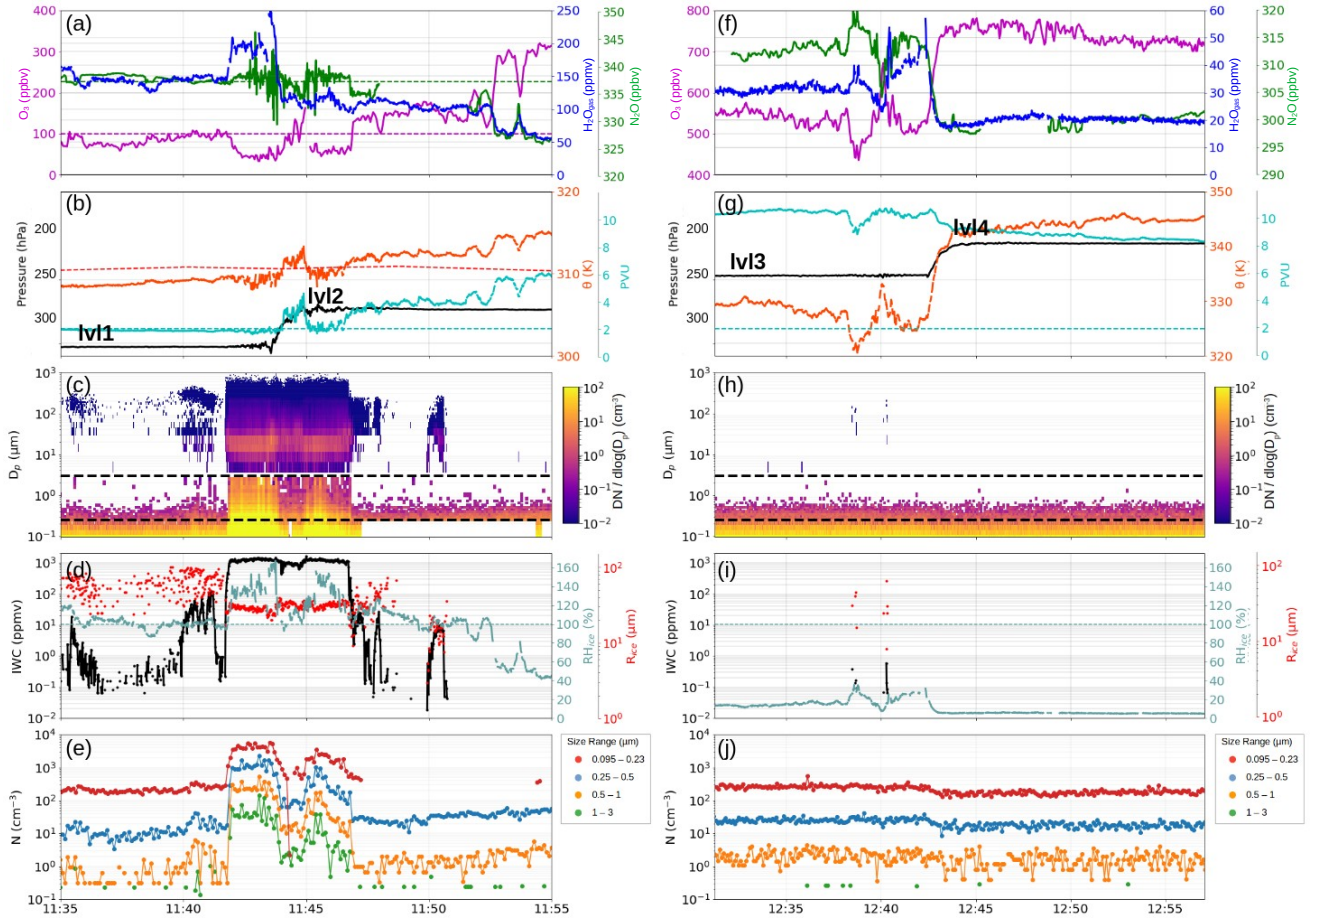 (a)
400
300
200
100
0
O₃ (ppbv)
250
200
150
100
50
0
H₂Ogas (ppmv)
350
345
340
335
330
325
320
N₂O (ppbv)
(f)
800
700
600
500
400
O₃ (ppbv)
60
50
40
30
20
10
0
H₂Ogas (ppmv)
320
315
310
305
300
295
290
N₂O (ppbv)
(b)
200
250
300
Pressure (hPa)
lvl1
lvl2
320
310
300
θ (K)
10
8
6
4
2
0
PVU
(g)
200
250
300
Pressure (hPa)
lvl3
lvl4
350
340
330
320
θ (K)
10
8
6
4
2
0
PVU
(c)
10³
10²
10¹
10⁰
10⁻¹
Dₚ (μm)
10²
10¹
10⁰
10⁻¹
10⁻²
DN / dlog(Dₚ) (cm⁻³)
(h)
10³
10²
10¹
10⁰
10⁻¹
Dₚ (μm)
10²
10¹
10⁰
10⁻¹
10⁻²
DN / dlog(Dₚ) (cm⁻³)
(d)
10³
10²
10¹
10⁰
10⁻¹
10⁻²
IWC (ppmv)
160
140
120
100
80
60
40
20
0
RHice (%)
10²
10¹
10⁰
Rice (μm)
(i)
10³
10²
10¹
10⁰
10⁻¹
10⁻²
IWC (ppmv)
160
140
120
100
80
60
40
20
0
RHice (%)
10²
10¹
10⁰
Rice (μm)
(e)
10⁴
10³
10²
10¹
10⁰
10⁻¹
N (cm⁻³)
11:35
11:40
11:45
11:50
11:55
Size Range (μm)
0.095 – 0.23
0.25 – 0.5
0.5 – 1
1 – 3
(j)
10⁴
10³
10²
10¹
10⁰
10⁻¹
N (cm⁻³)
12:35
12:40
12:45
12:50
12:55
Size Range (μm)
0.095 – 0.23
0.25 – 0.5
0.5 – 1
1 – 3